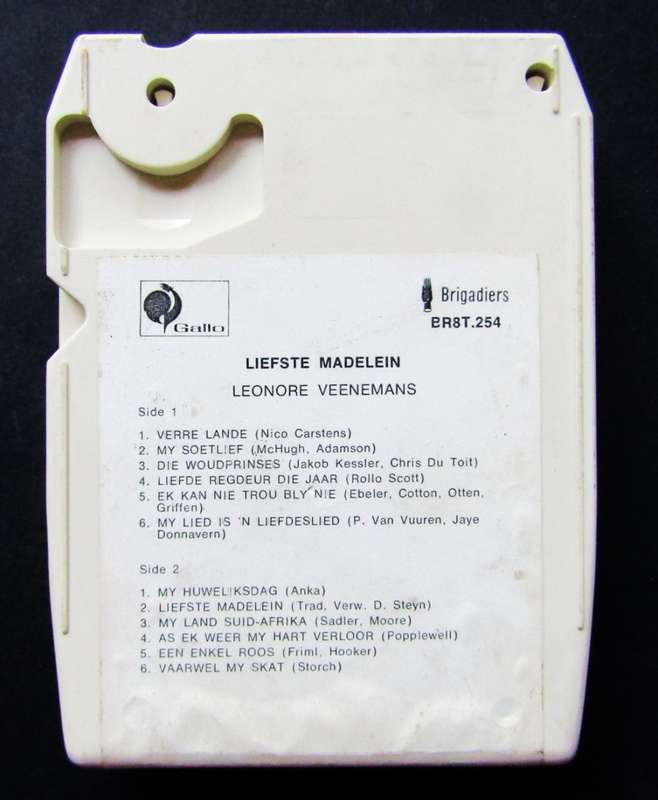 Gallo
Brigadiers
BR8T.254
LIEFSTE MADELEIN
LEONORE VEENEMANS
Side 1
1. VERRE LANDE (Nico Carstens)
2. MY SOETLIEF (McHugh, Adamson)
3. DIE WOUDPRINSES (Jakob Kessler, Chris Du Toit)
4. LIEFDE REGDEUR DIE JAAR (Rollo Scott)
5. EK KAN NIE TROU BLY NIE (Ebeler, Cotton, Otten,
Griffen)
6. MY LIED IS 'N LIEFDESLIED (P. Van Vuuren, Jaye
Donnavern)
Side 2
1. MY HUWELIKSDAG (Anka)
2. LIEFSTE MADELEIN (Trad, Verw. D. Steyn)
3. MY LAND SUID-AFRIKA (Sadler, Moore)
4. AS EK WEER MY HART VERLOOR (Popplewell)
5. EEN ENKEL ROOS (Friml, Hooker)
6. VAARWEL MY SKAT (Storch)